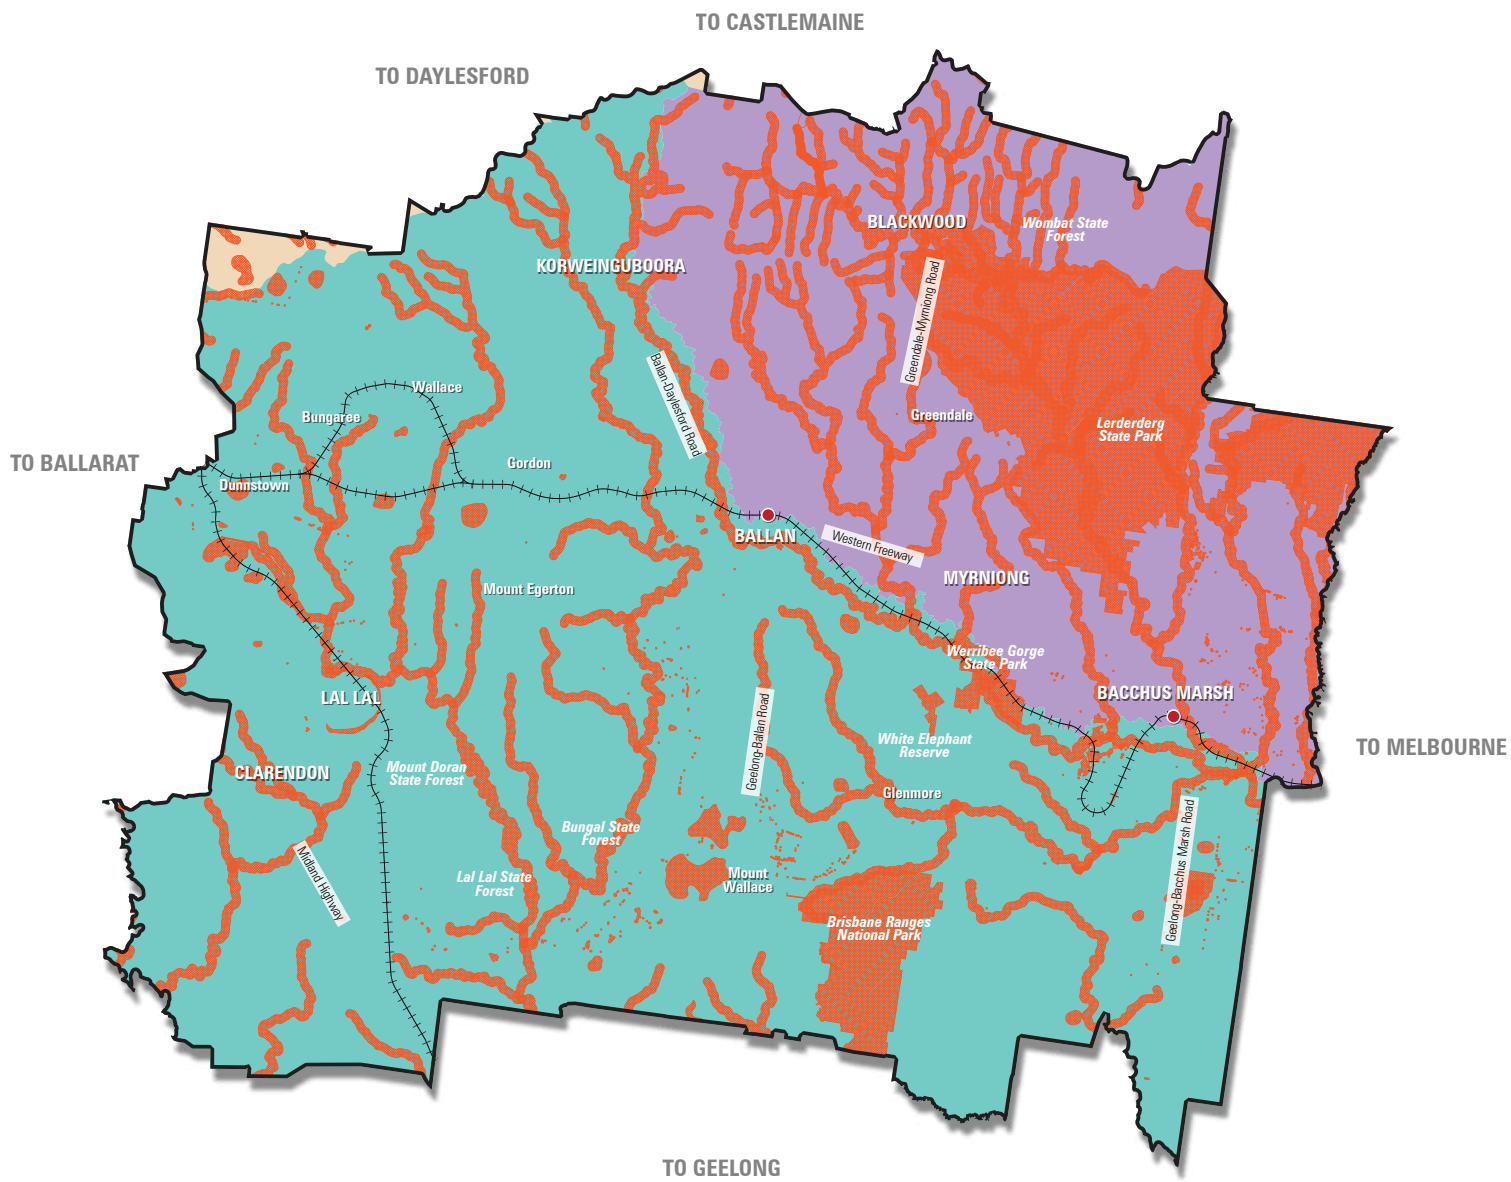 TO CASTLEMAINE
TO DAYLESFORD
BLACKWOOD
Wombat State
Forest
KORWEINGUBOORA
Greendale-Myrniong Road
Ballan-Daylesford Road
Wallace
Bungaree
Greendale
Lerderderg
State Park
TO BALLARAT
Gordon
Dunnstown
BALLAN
Western Freeway
MYRNIONG
Mount Egerton
Werribee Gorge
State Park
LAL LAL
BACCHUS MARSH
Geelong-Ballan Road
White Elephant
Reserve
TO MELBOURNE
CLARENDON
Mount Doran
State Forest
Glenmore
Geelong-Bacchus Marsh Road
Bungal State
Forest
Midland Highway
Lal Lal State
Forest
Mount
Wallace
Brisbane Ranges
National Park
TO GEELONG